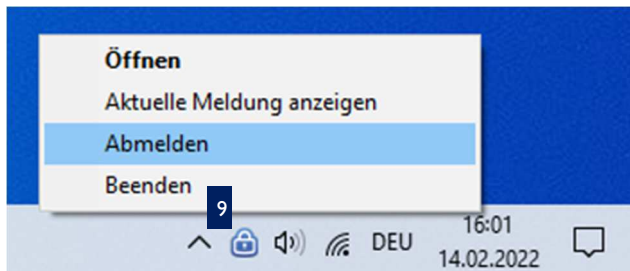 Öffnen
Aktuelle Meldung anzeigen
Abmelden
Beenden
9
DEU
16:01
14.02.2022